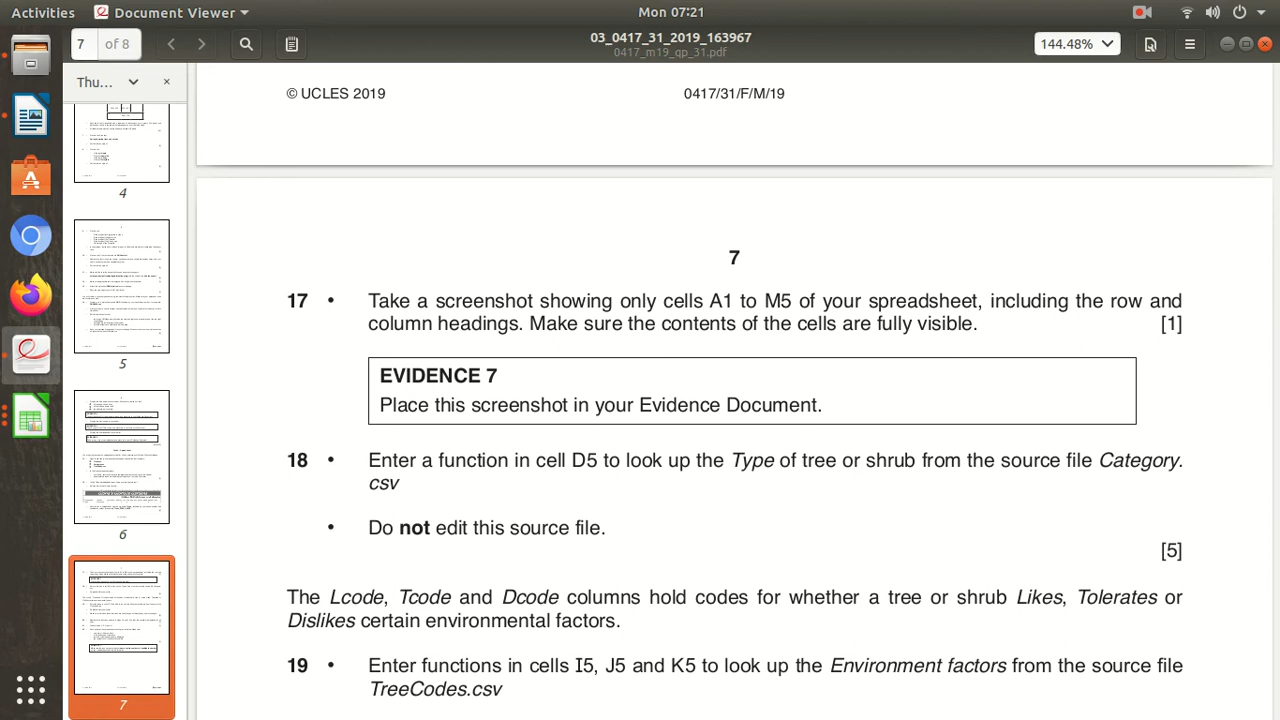 Activities Document Viewer Mon 07:21
7 of 8 03_0417_31_2019_163967 144.48%
0417_m19_qp_31.pdf
Thu...
© UCLES 2019 0417/31/F/M/19
4
5
6
7
7
17 • Take a screenshot showing only cells A1 to M5 of your spreadsheet, including the row and
column headings. Make sure the contents of the cells are fully visible. [1]
EVIDENCE 7
Place this screenshot in your Evidence Document.
18 • Enter a function in cell D5 to look up the Type of tree or shrub from the source file Category.
csv
• Do not edit this source file.
[5]
The Lcode, Tcode and Dcode columns hold codes for whether a tree or shrub Likes, Tolerates or
Dislikes certain environmental factors.
19 • Enter functions in cells I5, J5 and K5 to look up the Environment factors from the source file
TreeCodes.csv